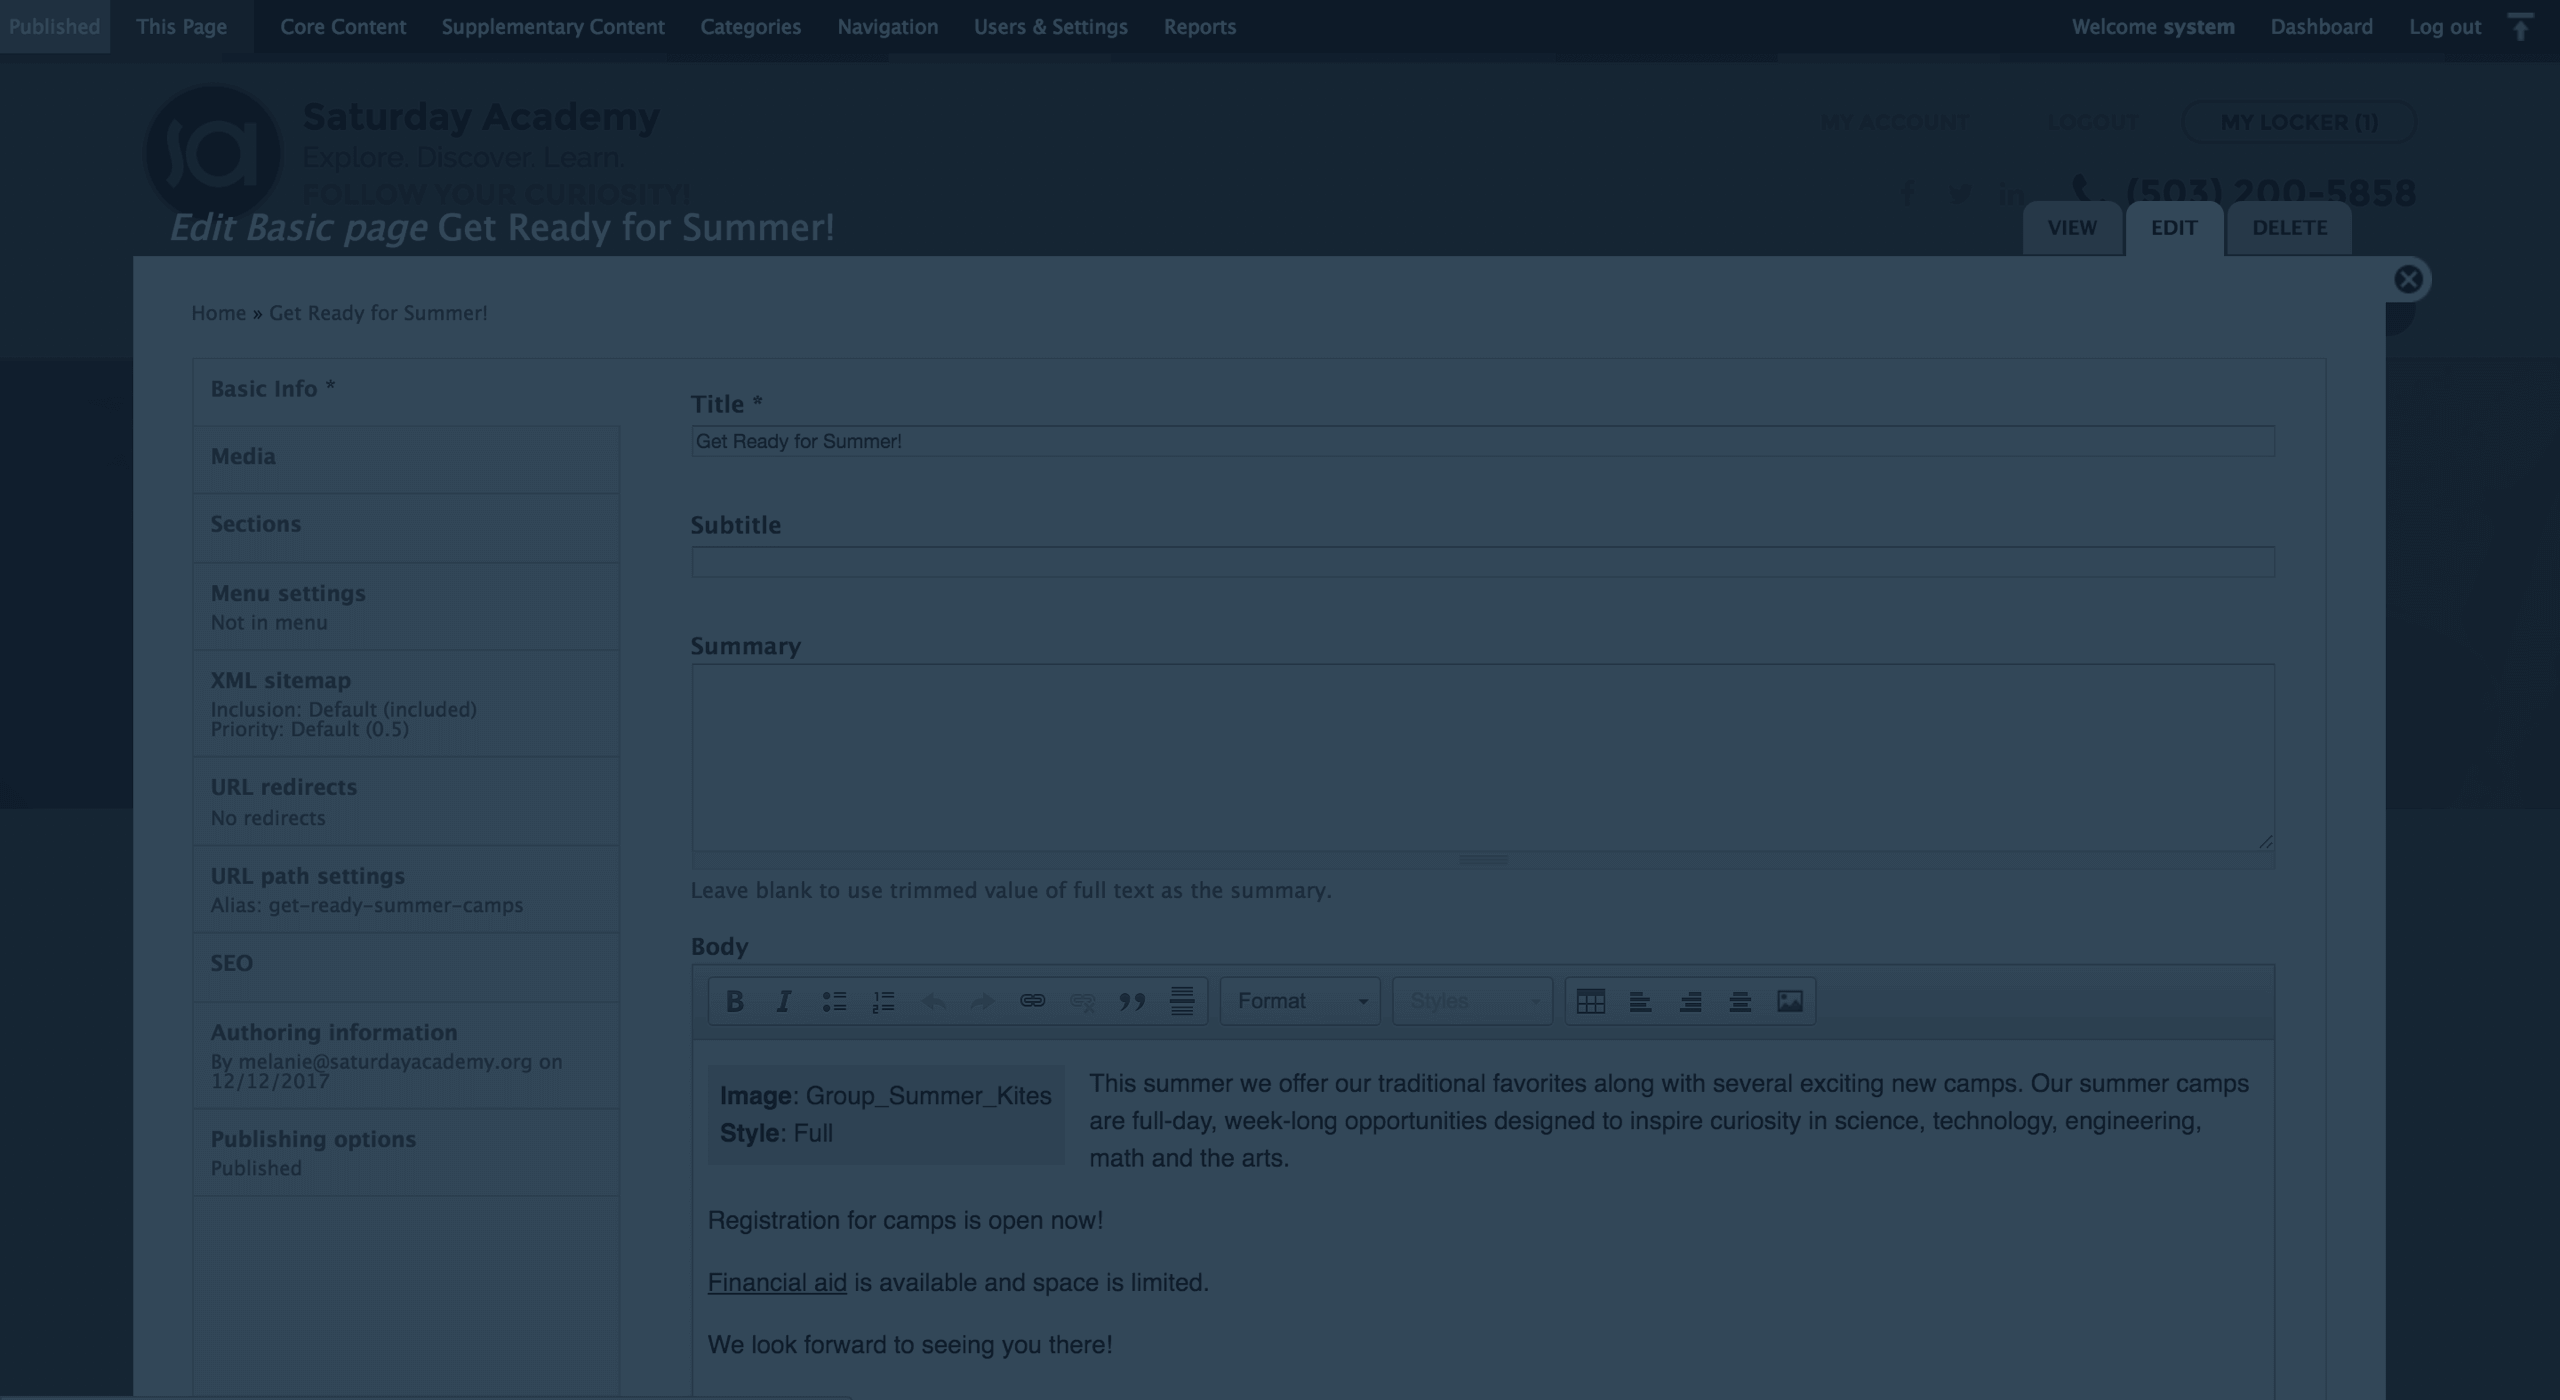 Published This Page Core Content Supplementary Content Categories Navigation Users & Settings Reports Welcome system Dashboard Log out
sa
Saturday Academy
Explore. Discover. Learn.
FOLLOW YOUR CURIOSITY!
MY ACCOUNT LOGOUT MY LOCKER (1)
f in (503) 200-5858
Edit Basic page Get Ready for Summer!
VIEW EDIT DELETE
Home » Get Ready for Summer!
Basic Info *
Media
Sections
Menu settings
Not in menu
XML sitemap
Inclusion: Default (included)
Priority: Default (0.5)
URL redirects
No redirects
URL path settings
Alias: get-ready-summer-camps
SEO
Authoring information
By melanie@saturdayacademy.org on
12/12/2017
Publishing options
Published
Title *
Get Ready for Summer!
Subtitle
Summary
Leave blank to use trimmed value of full text as the summary.
Body
B I Format Styles
Image: Group_Summer_Kites
Style: Full
This summer we offer our traditional favorites along with several exciting new camps. Our summer camps
are full-day, week-long opportunities designed to inspire curiosity in science, technology, engineering,
math and the arts.
Registration for camps is open now!
Financial aid is available and space is limited.
We look forward to seeing you there!